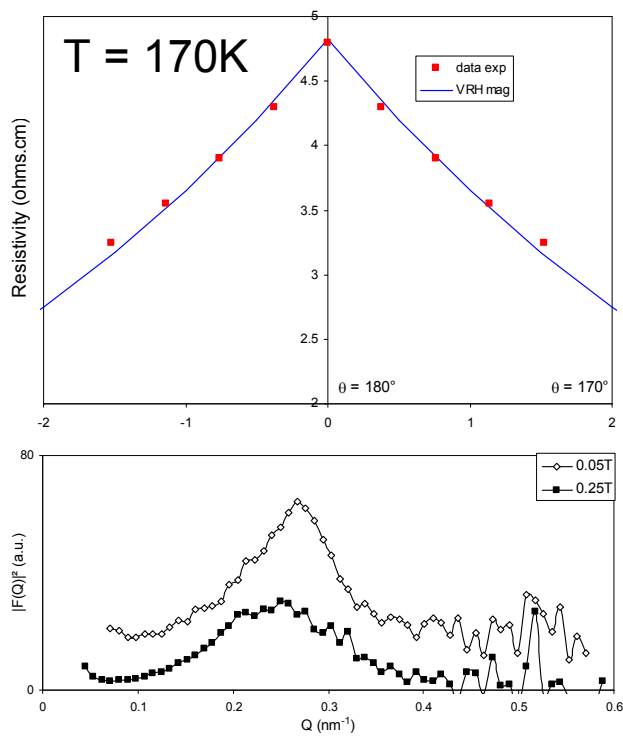 T = 170K
Resistivity (ohms.cm)
5
4.5
4
3.5
3
2.5
2
data exp
VRH mag
θ = 180°
θ = 170°
-2
-1
0
1
2
|F(Q)|² (a.u.)
80
0
0.05T
0.25T
0
0.1
0.2
0.3
0.4
0.5
0.6
Q (nm⁻¹)